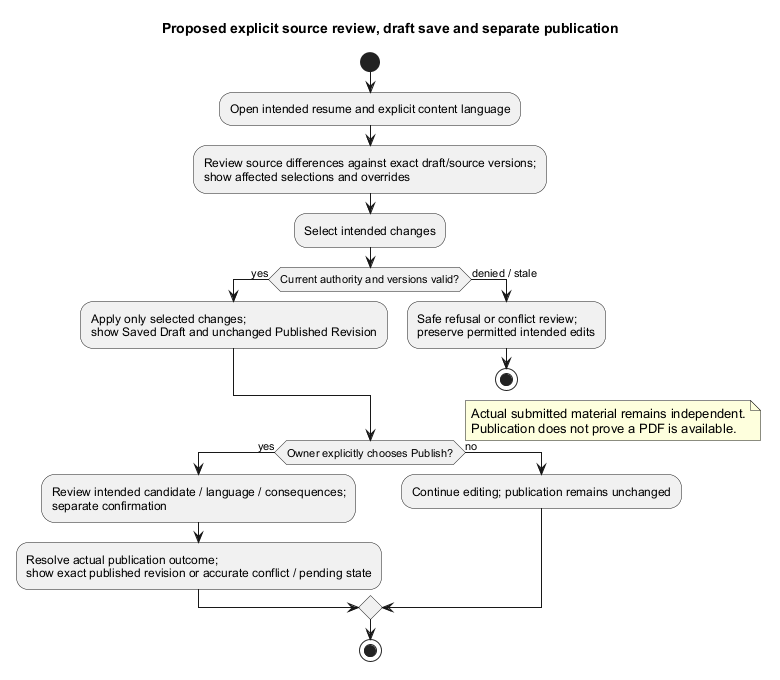 Proposed explicit source review, draft save and separate publication
Open intended resume and explicit content language
Review source differences against exact draft/source versions;
show affected selections and overrides
Select intended changes
yes
Current authority and versions valid?
denied / stale
Apply only selected changes;
show Saved Draft and unchanged Published Revision
Safe refusal or conflict review;
preserve permitted intended edits
Actual submitted material remains independent.
Publication does not prove a PDF is available.
yes
Owner explicitly chooses Publish?
no
Review intended candidate / language / consequences;
separate confirmation
Continue editing; publication remains unchanged
Resolve actual publication outcome;
show exact published revision or accurate conflict / pending state